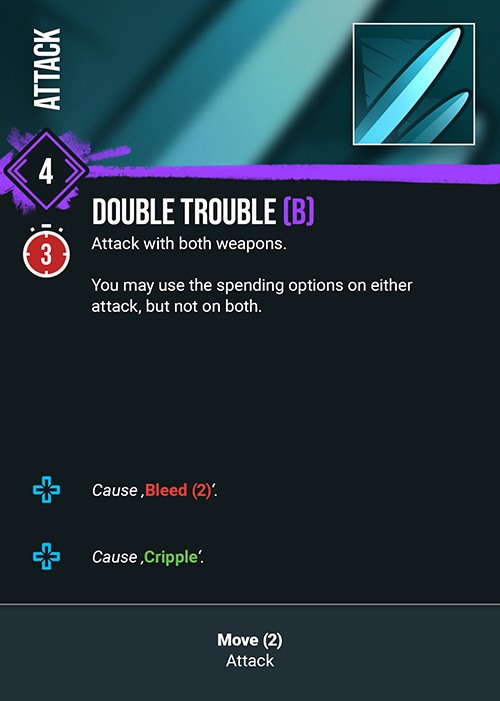 ATTACK
4
DOUBLE TROUBLE (B)
3
Attack with both weapons.
You may use the spending options on either
attack, but not on both.
Cause ‚Bleed (2)‘.
Cause ‚Cripple‘.
Move (2)
Attack